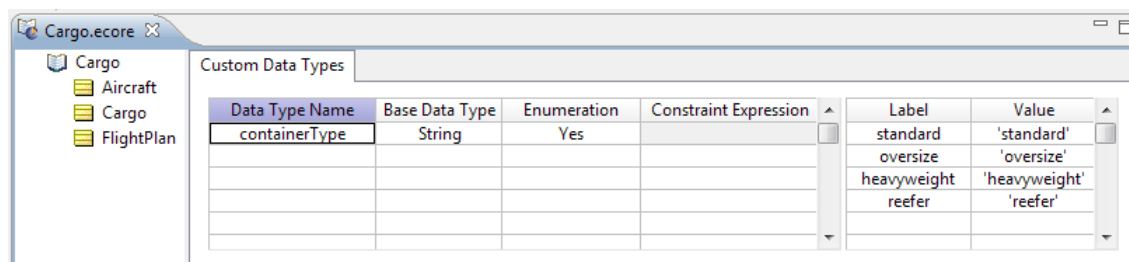 Cargo.ecore
Cargo
Aircraft
Cargo
FlightPlan
Custom Data Types
Data Type Name Base Data Type Enumeration Constraint Expression Label Value
containerType String Yes standard 'standard'
oversize 'oversize'
heavyweight 'heavyweight'
reefer 'reefer'